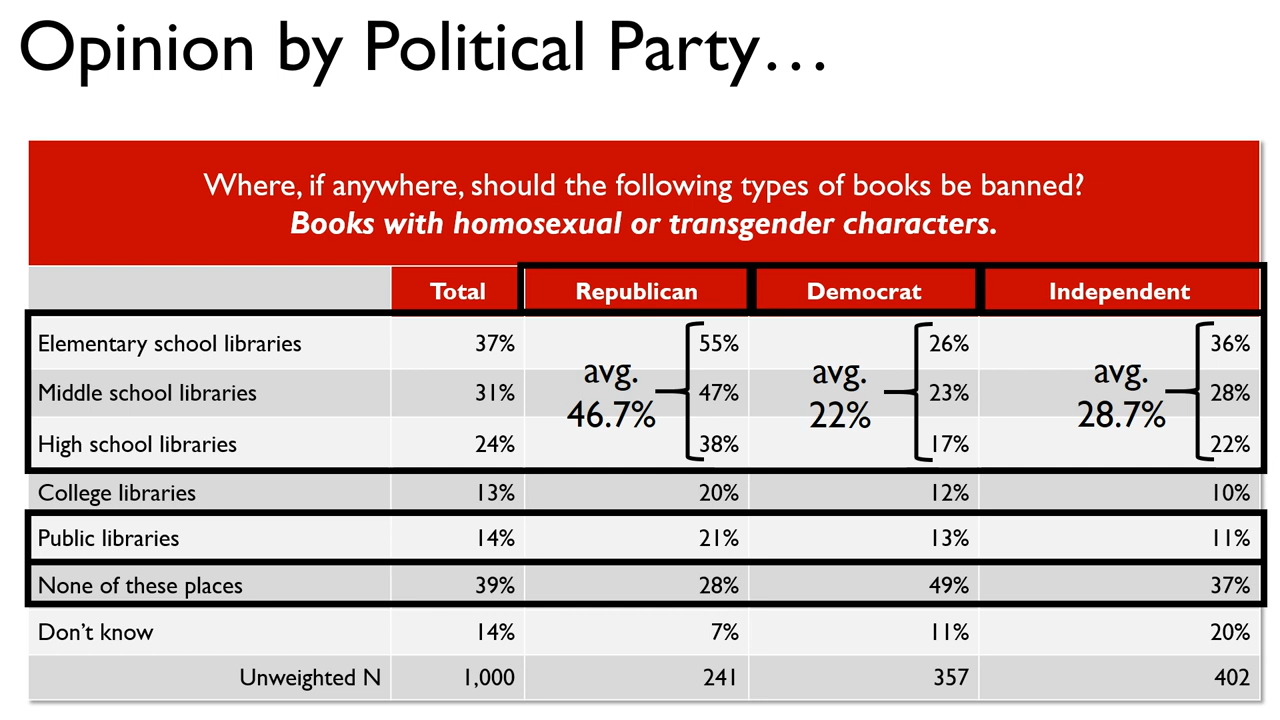 Opinion by Political Party…
Where, if anywhere, should the following types of books be banned?
Books with homosexual or transgender characters.
Total Republican Democrat Independent
Elementary school libraries 37% 55% 26% 36%
avg. avg. avg.
Middle school libraries 31% 47% 23% 28%
46.7% 22% 28.7%
High school libraries 24% 38% 17% 22%
College libraries 13% 20% 12% 10%
Public libraries 14% 21% 13% 11%
None of these places 39% 28% 49% 37%
Don’t know 14% 7% 11% 20%
Unweighted N 1,000 241 357 402